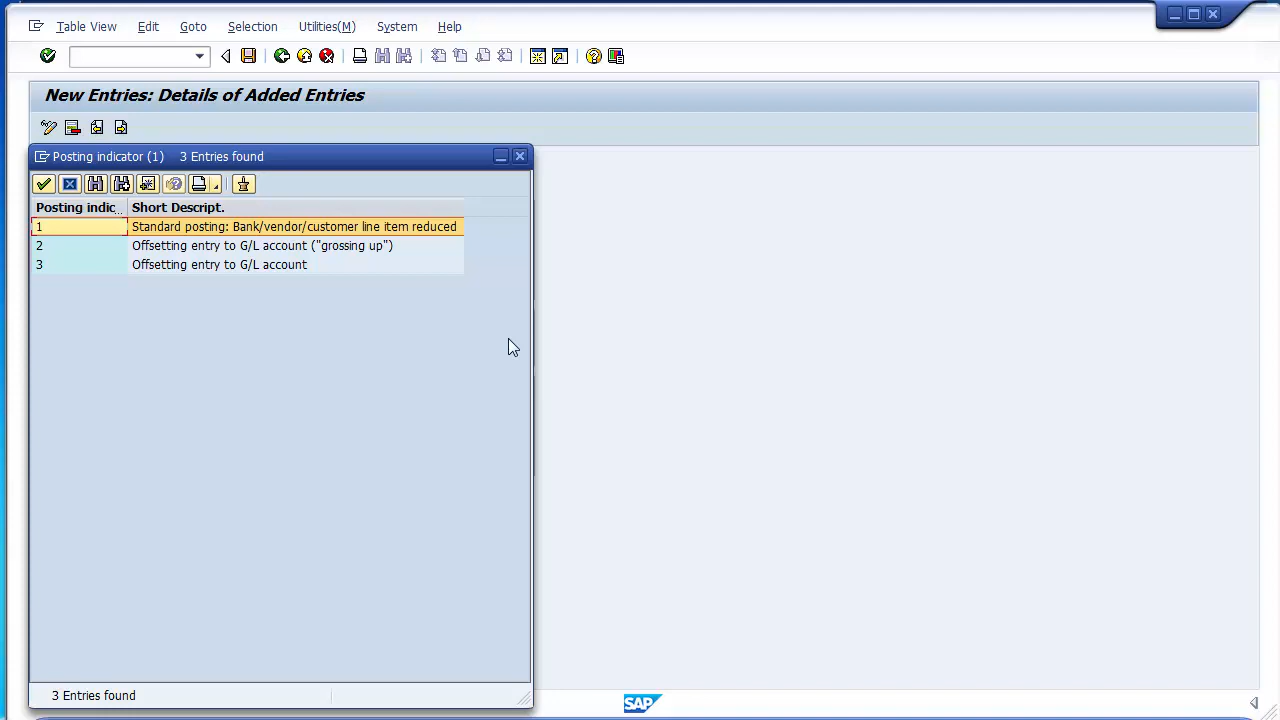 Table View Edit Goto Selection Utilities(M) System Help
New Entries: Details of Added Entries
Posting indicator (1) 3 Entries found
Posting indic... Short Descript.
1 Standard posting: Bank/vendor/customer line item reduced
2 Offsetting entry to G/L account ("grossing up")
3 Offsetting entry to G/L account
3 Entries found
SAP